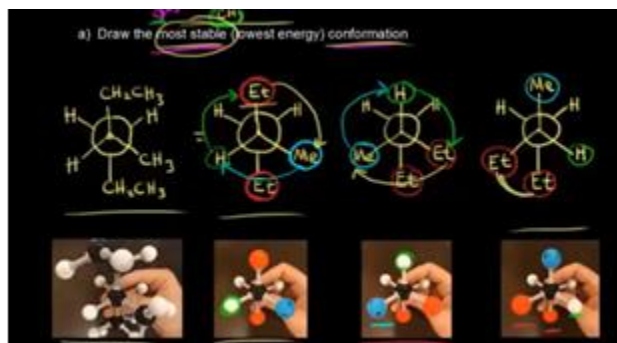 CH
a) Draw the most stable (lowest energy) conformation
CH₂CH₃ Et H Me
H H H H H H H H
= 
H CH₃ H Me Me Et Et H
CH₂CH₃ Et Et Et